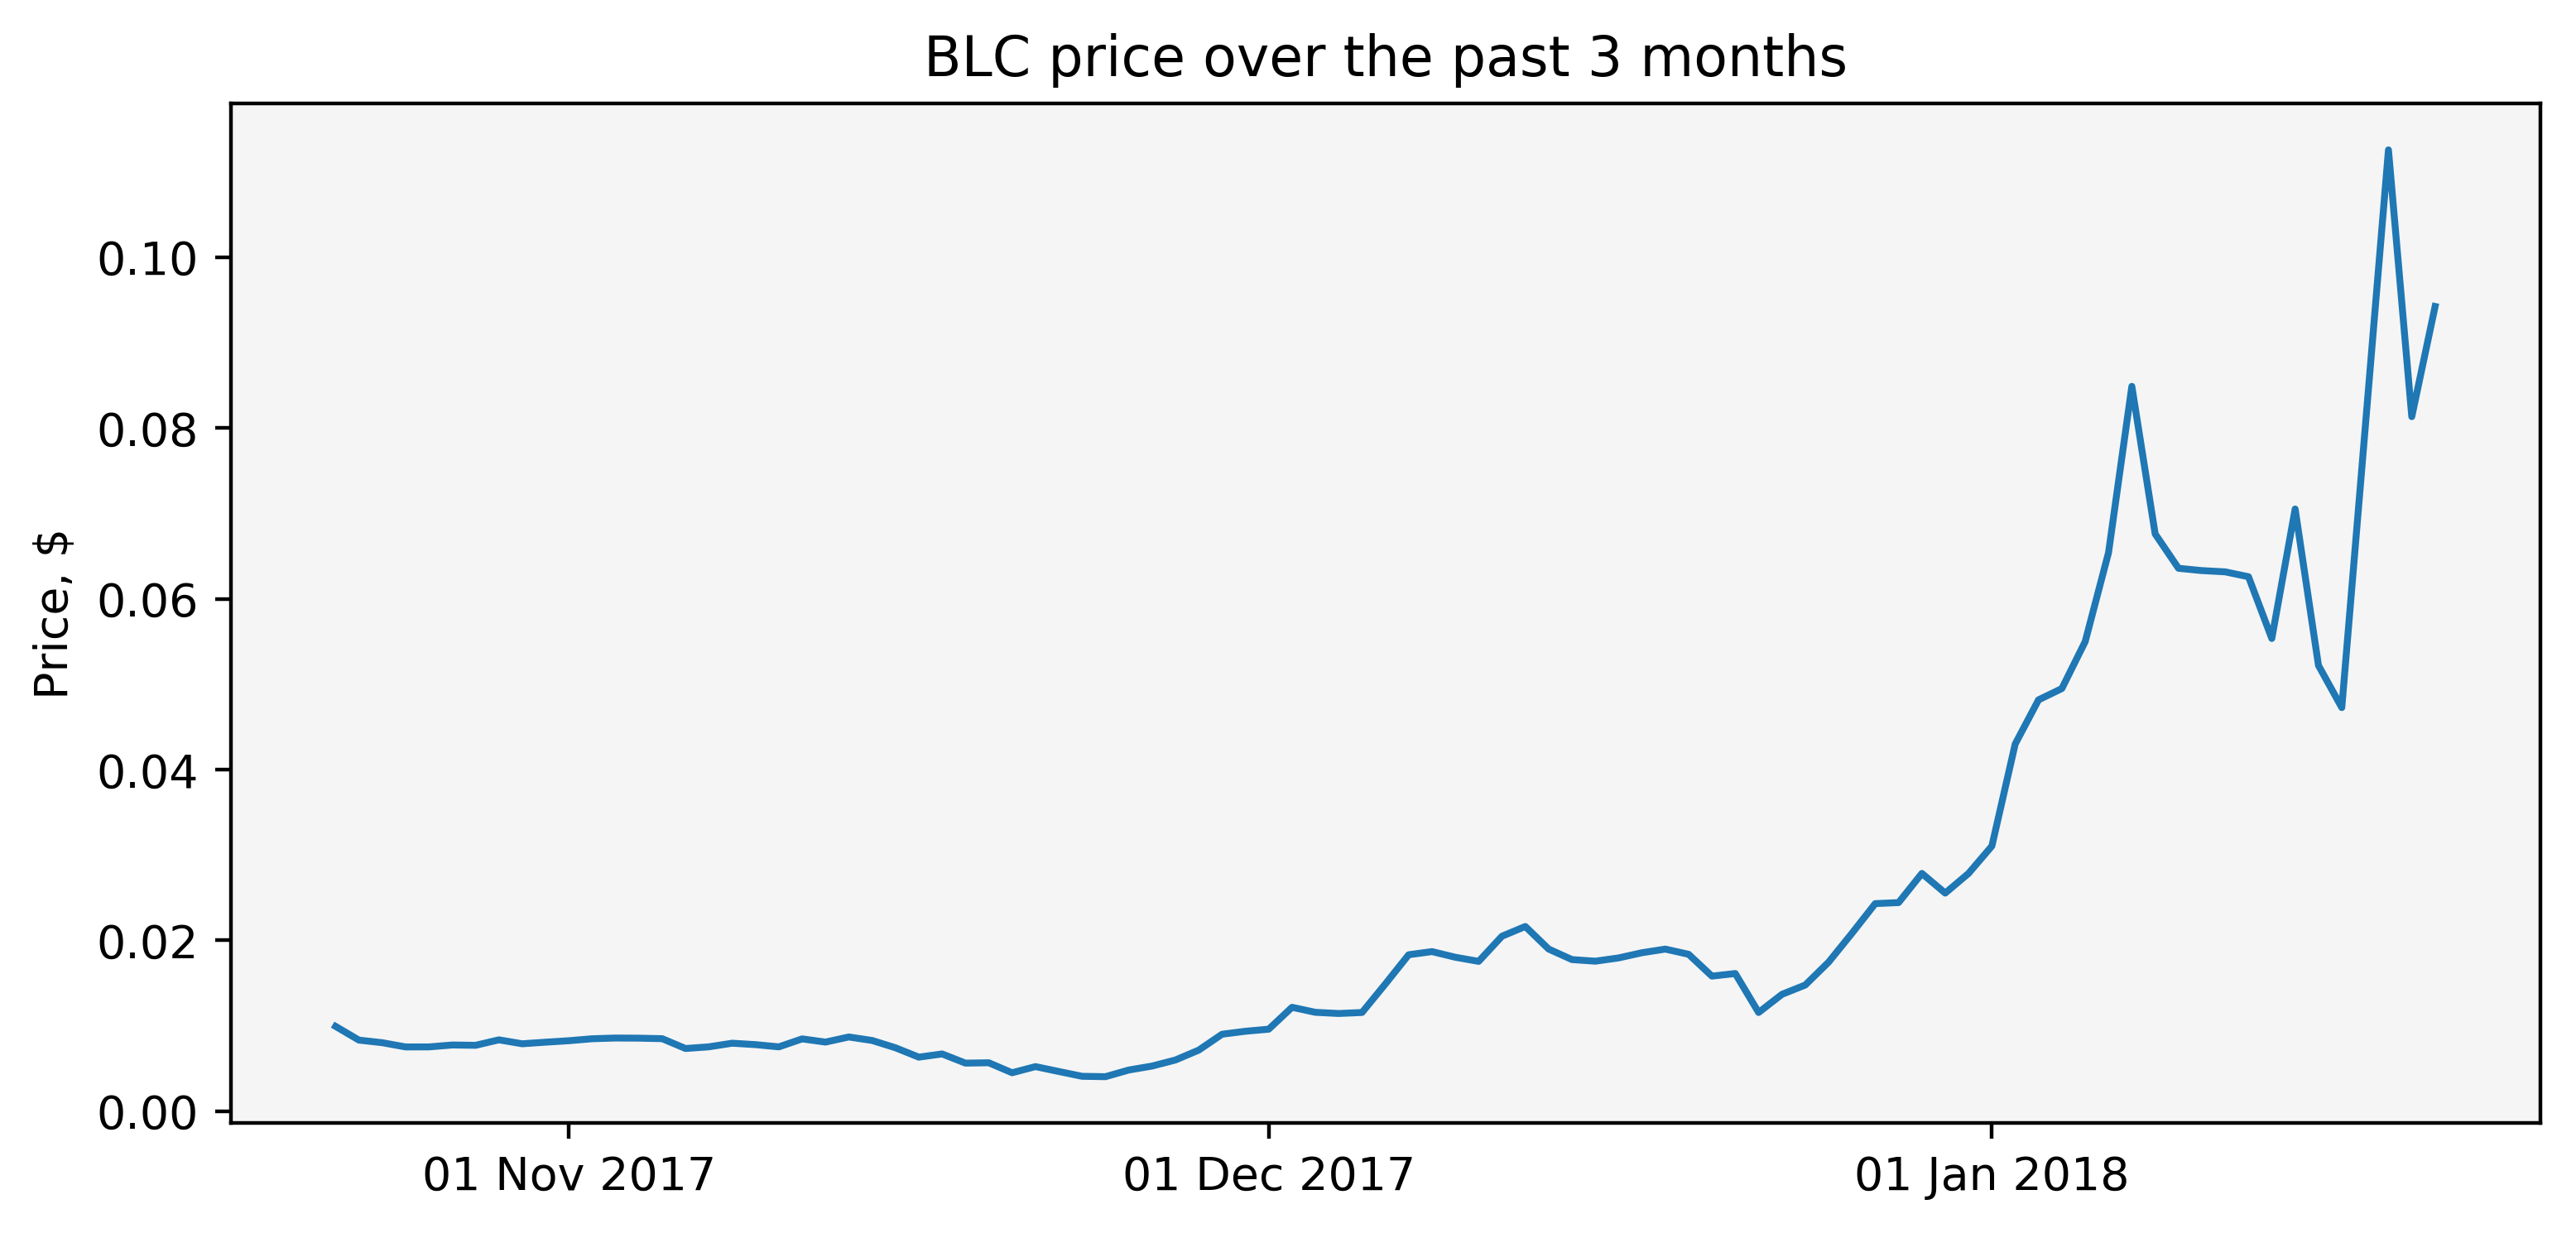 BLC price over the past 3 months
Price, $
0.10
0.08
0.06
0.04
0.02
0.00
01 Nov 2017
01 Dec 2017
01 Jan 2018